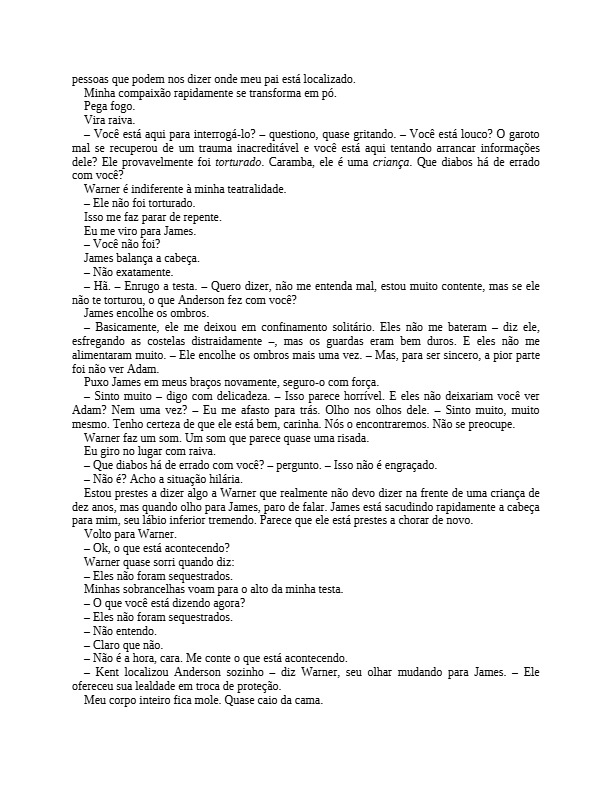 pessoas que podem nos dizer onde meu pai está localizado.
Minha compaixão rapidamente se transforma em pó.
Pega fogo.
Vira raiva.
– Você está aqui para interrogá-lo? – questiono, quase gritando. – Você está louco? O garoto
mal se recuperou de um trauma inacreditável e você está aqui tentando arrancar informações
dele? Ele provavelmente foi torturado. Caramba, ele é uma criança. Que diabos há de errado
com você?
Warner é indiferente à minha teatralidade.
– Ele não foi torturado.
Isso me faz parar de repente.
Eu me viro para James.
– Você não foi?
James balança a cabeça.
– Não exatamente.
– Hã. – Enrugo a testa. – Quero dizer, não me entenda mal, estou muito contente, mas se ele
não te torturou, o que Anderson fez com você?
James encolhe os ombros.
– Basicamente, ele me deixou em confinamento solitário. Eles não me bateram – diz ele,
esfregando as costelas distraidamente –, mas os guardas eram bem duros. E eles não me
alimentaram muito. – Ele encolhe os ombros mais uma vez. – Mas, para ser sincero, a pior parte
foi não ver Adam.
Puxo James em meus braços novamente, seguro-o com força.
– Sinto muito – digo com delicadeza. – Isso parece horrível. E eles não deixariam você ver
Adam? Nem uma vez? – Eu me afasto para trás. Olho nos olhos dele. – Sinto muito, muito
mesmo. Tenho certeza de que ele está bem, carinha. Nós o encontraremos. Não se preocupe.
Warner faz um som. Um som que parece quase uma risada.
Eu giro no lugar com raiva.
– Que diabos há de errado com você? – pergunto. – Isso não é engraçado.
– Não é? Acho a situação hilária.
Estou prestes a dizer algo a Warner que realmente não devo dizer na frente de uma criança de
dez anos, mas quando olho para James, paro de falar. James está sacudindo rapidamente a cabeça
para mim, seu lábio inferior tremendo. Parece que ele está prestes a chorar de novo.
Volto para Warner.
– Ok, o que está acontecendo?
Warner quase sorri quando diz:
– Eles não foram sequestrados.
Minhas sobrancelhas voam para o alto da minha testa.
– O que você está dizendo agora?
– Eles não foram sequestrados.
– Não entendo.
– Claro que não.
– Não é a hora, cara. Me conte o que está acontecendo.
– Kent localizou Anderson sozinho – diz Warner, seu olhar mudando para James. – Ele
ofereceu sua lealdade em troca de proteção.
Meu corpo inteiro fica mole. Quase caio da cama.